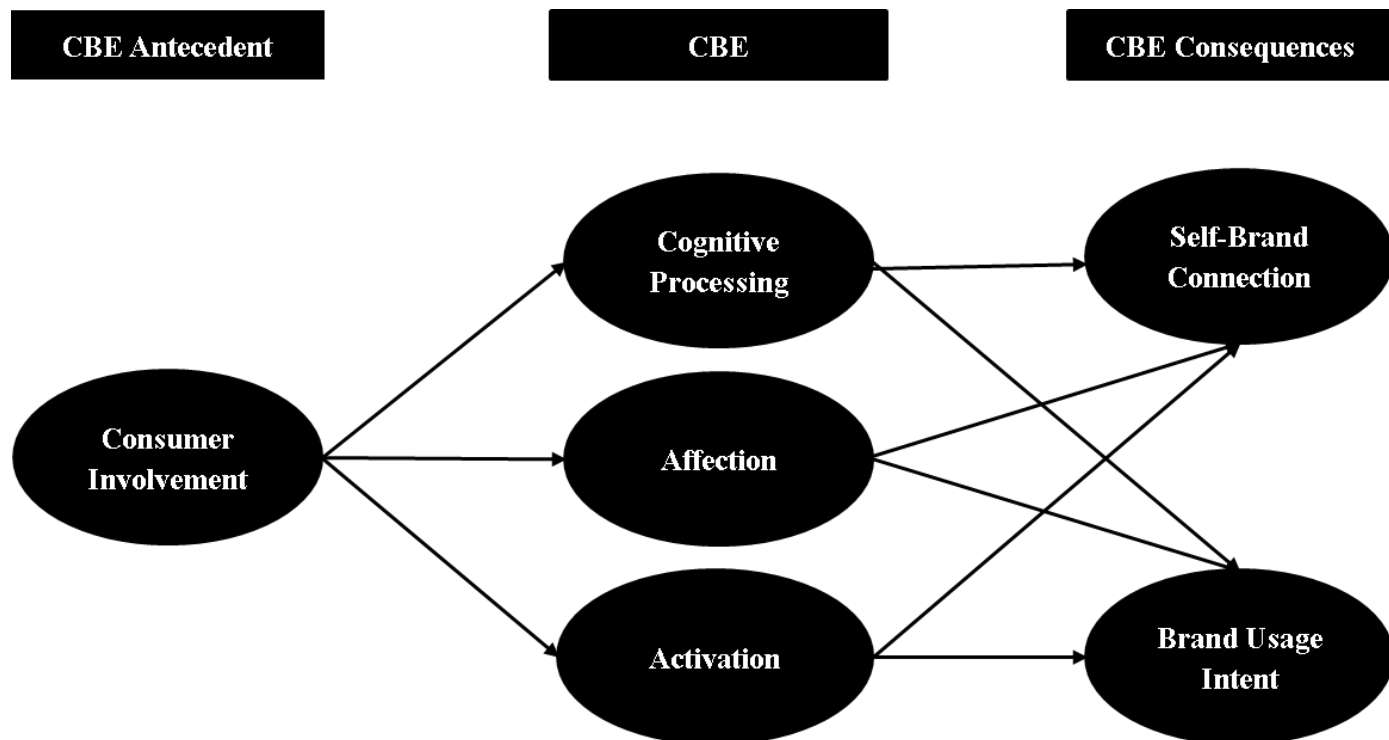 CBE Antecedent
CBE
CBE Consequences
Cognitive
Processing
Self-Brand
Connection
Consumer
Involvement
Affection
Activation
Brand Usage
Intent